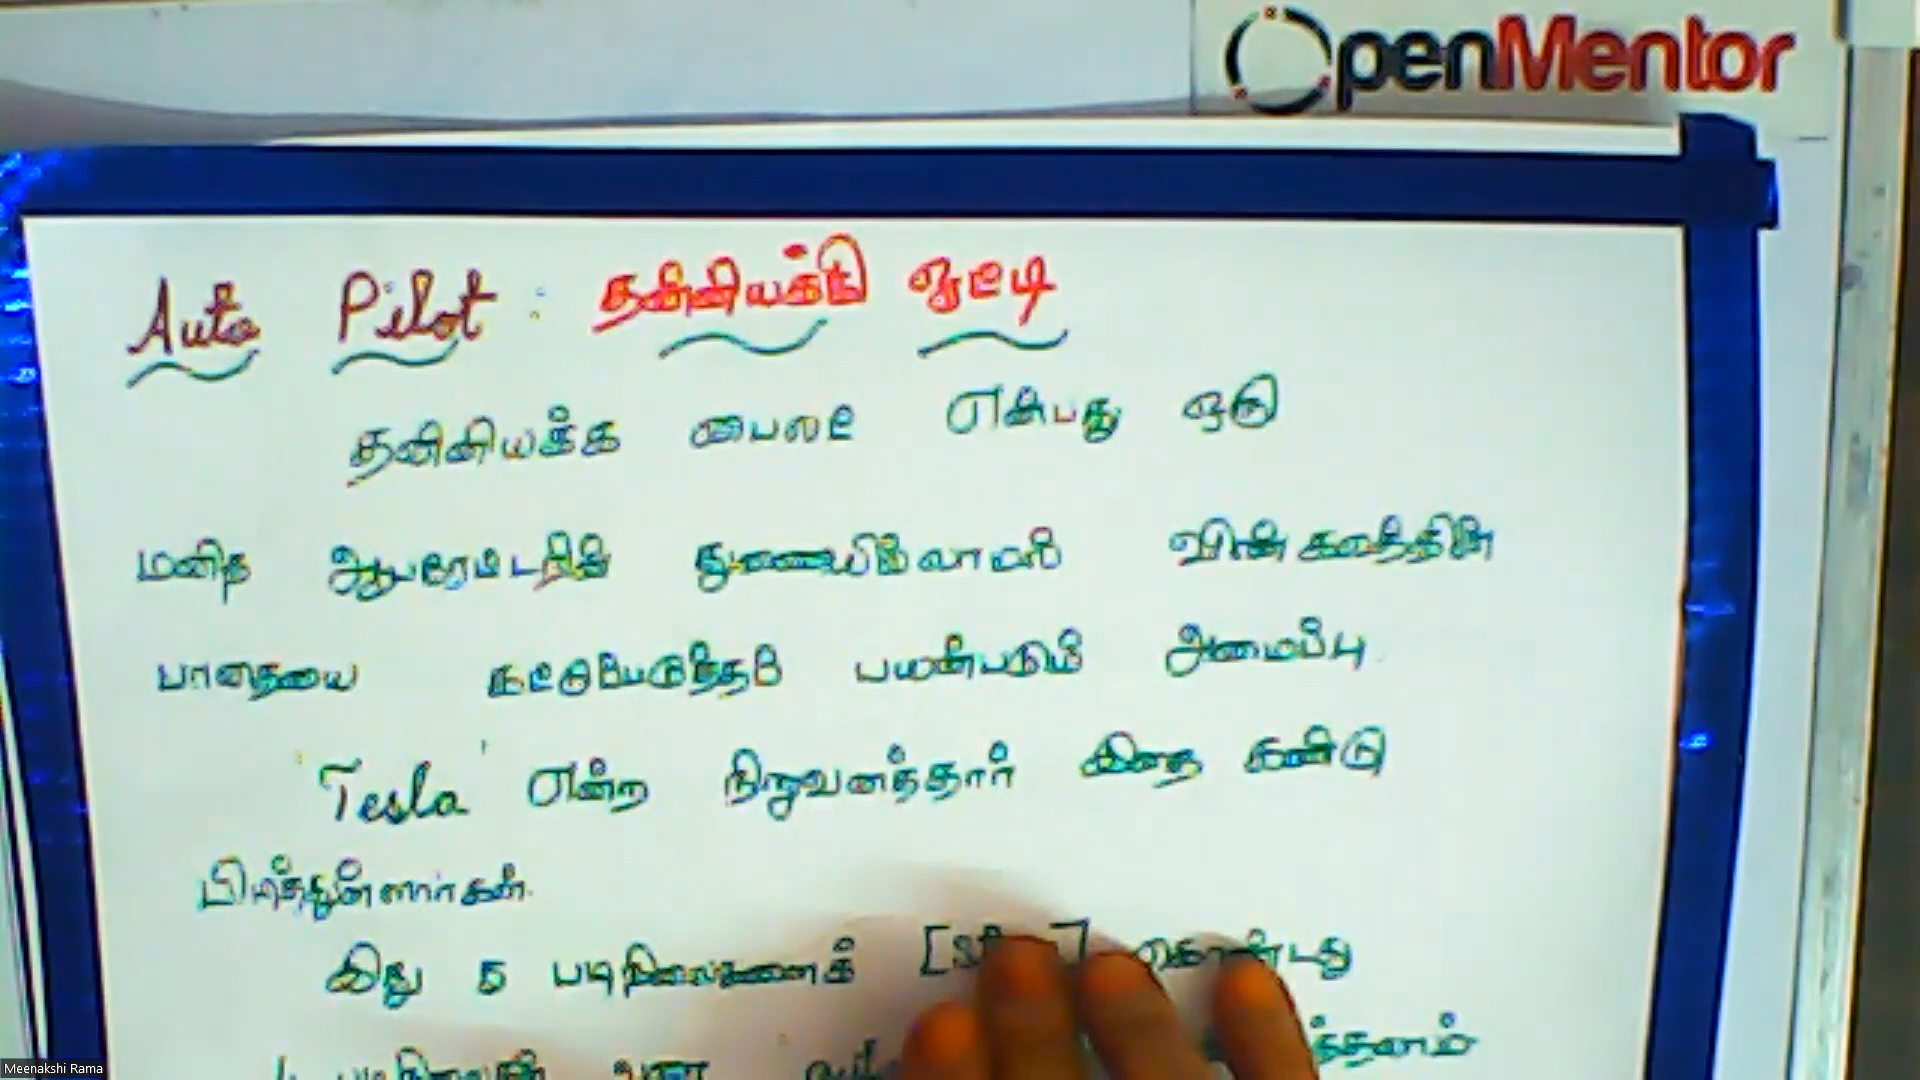 OpenMentor
Auto Pilot : தன்னியக்கி ஓட்டி
தன்னியக்க பைலட் என்பது ஒரு
மனித ஆபரேட்டரின் துணையில்லாமல் விண்கலத்தின்
பாதையை கட்டுப்படுத்தப் பயன்படும் அமைப்பு
'Tesla' என்ற நிறுவனத்தார் இதை கண்டு
பிடித்துள்ளார்கள்.
இது 5 படிநிலைகளைக் கொண்டது
Meenakshi Rama